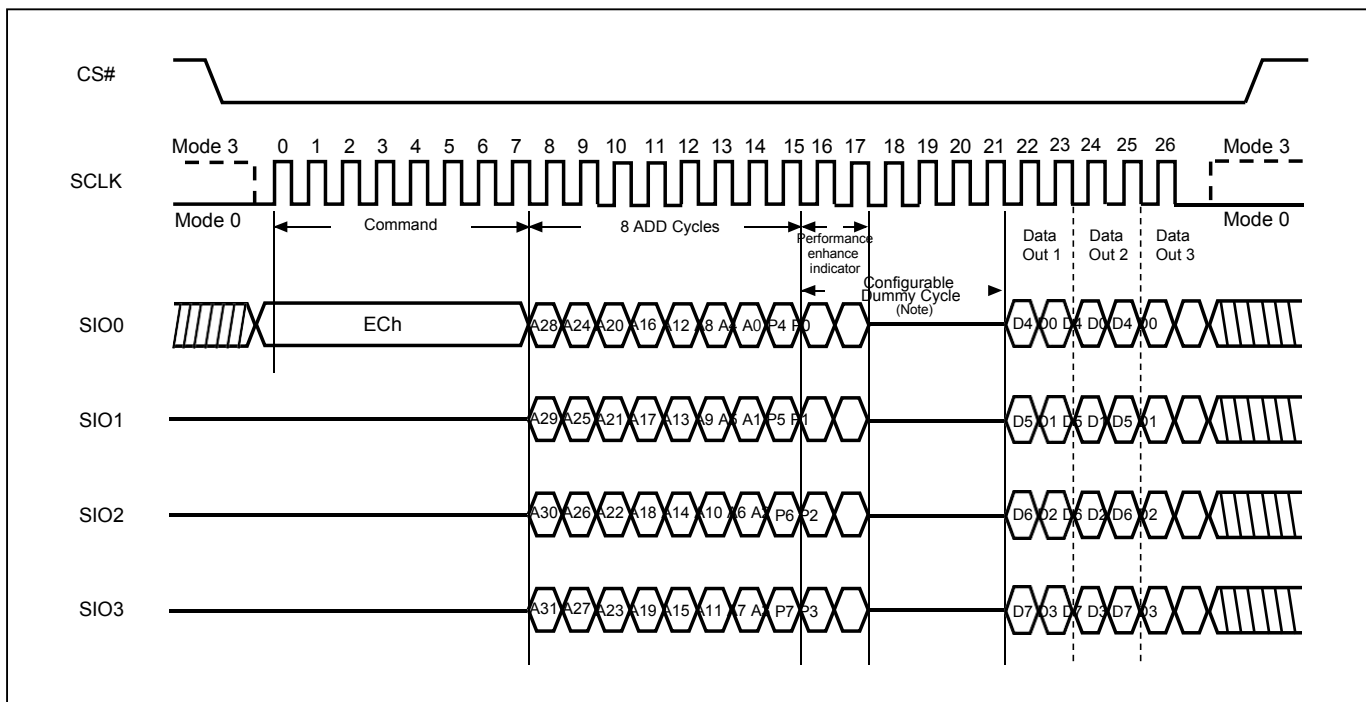 CS#
Mode 3 0 1 2 3 4 5 6 7 8 9 10 11 12 13 14 15 16 17 18 19 20 21 22 23 24 25 26 Mode 3
SCLK
Mode 0 Mode 0
Command 8 ADD Cycles
Performance
enhance
indicator
Data
Out 1
Data
Out 2
Data
Out 3
Configurable
Dummy Cycle
(Note)
SIO0 ECh A28 A24 A20 A16 A12 A8 A4 A0 P4 P0 D4 D0 D4 D0 D4 D0
SIO1 A29 A25 A21 A17 A13 A9 A5 A1 P5 P1 D5 D1 D5 D1 D5 D1
SIO2 A30 A26 A22 A18 A14 A10 A6 A2 P6 P2 D6 D2 D6 D2 D6 D2
SIO3 A31 A27 A23 A19 A15 A11 A7 A3 P7 P3 D7 D3 D7 D3 D7 D3